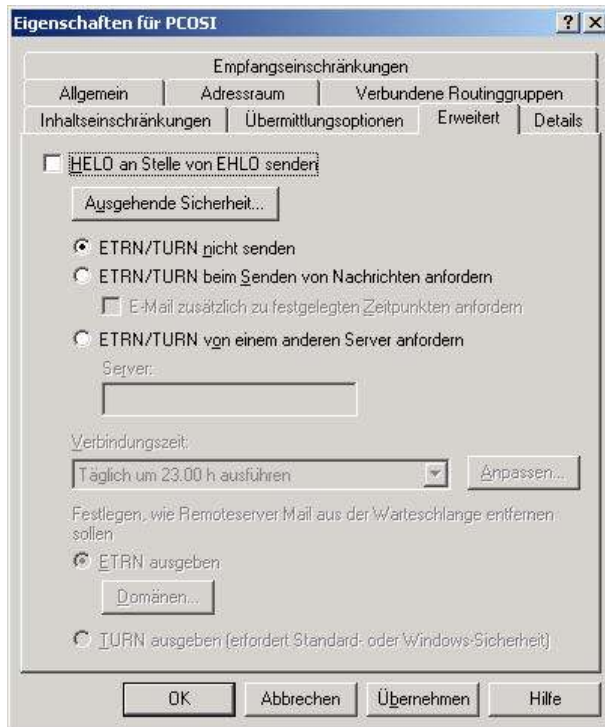 Eigenschaften für PCOSI
Empfangseinschränkungen
Allgemein Adressraum Verbundene Routinggruppen
Inhaltseinschränkungen Übermittlungsoptionen Erweitert Details
HELO an Stelle von EHLO senden
Ausgehende Sicherheit...
ETRN/TURN nicht senden
ETRN/TURN beim Senden von Nachrichten anfordern
E-Mail zusätzlich zu festgelegten Zeitpunkten anfordern
ETRN/TURN von einem anderen Server anfordern
Server:
Verbindungszeit:
Täglich um 23.00 h ausführen Anpassen...
Festlegen, wie Remoteserver Mail aus der Warteschlange entfernen
sollen
ETRN ausgeben
Domänen...
TURN ausgeben (erfordert Standard- oder Windows-Sicherheit)
OK Abbrechen Übernehmen Hilfe